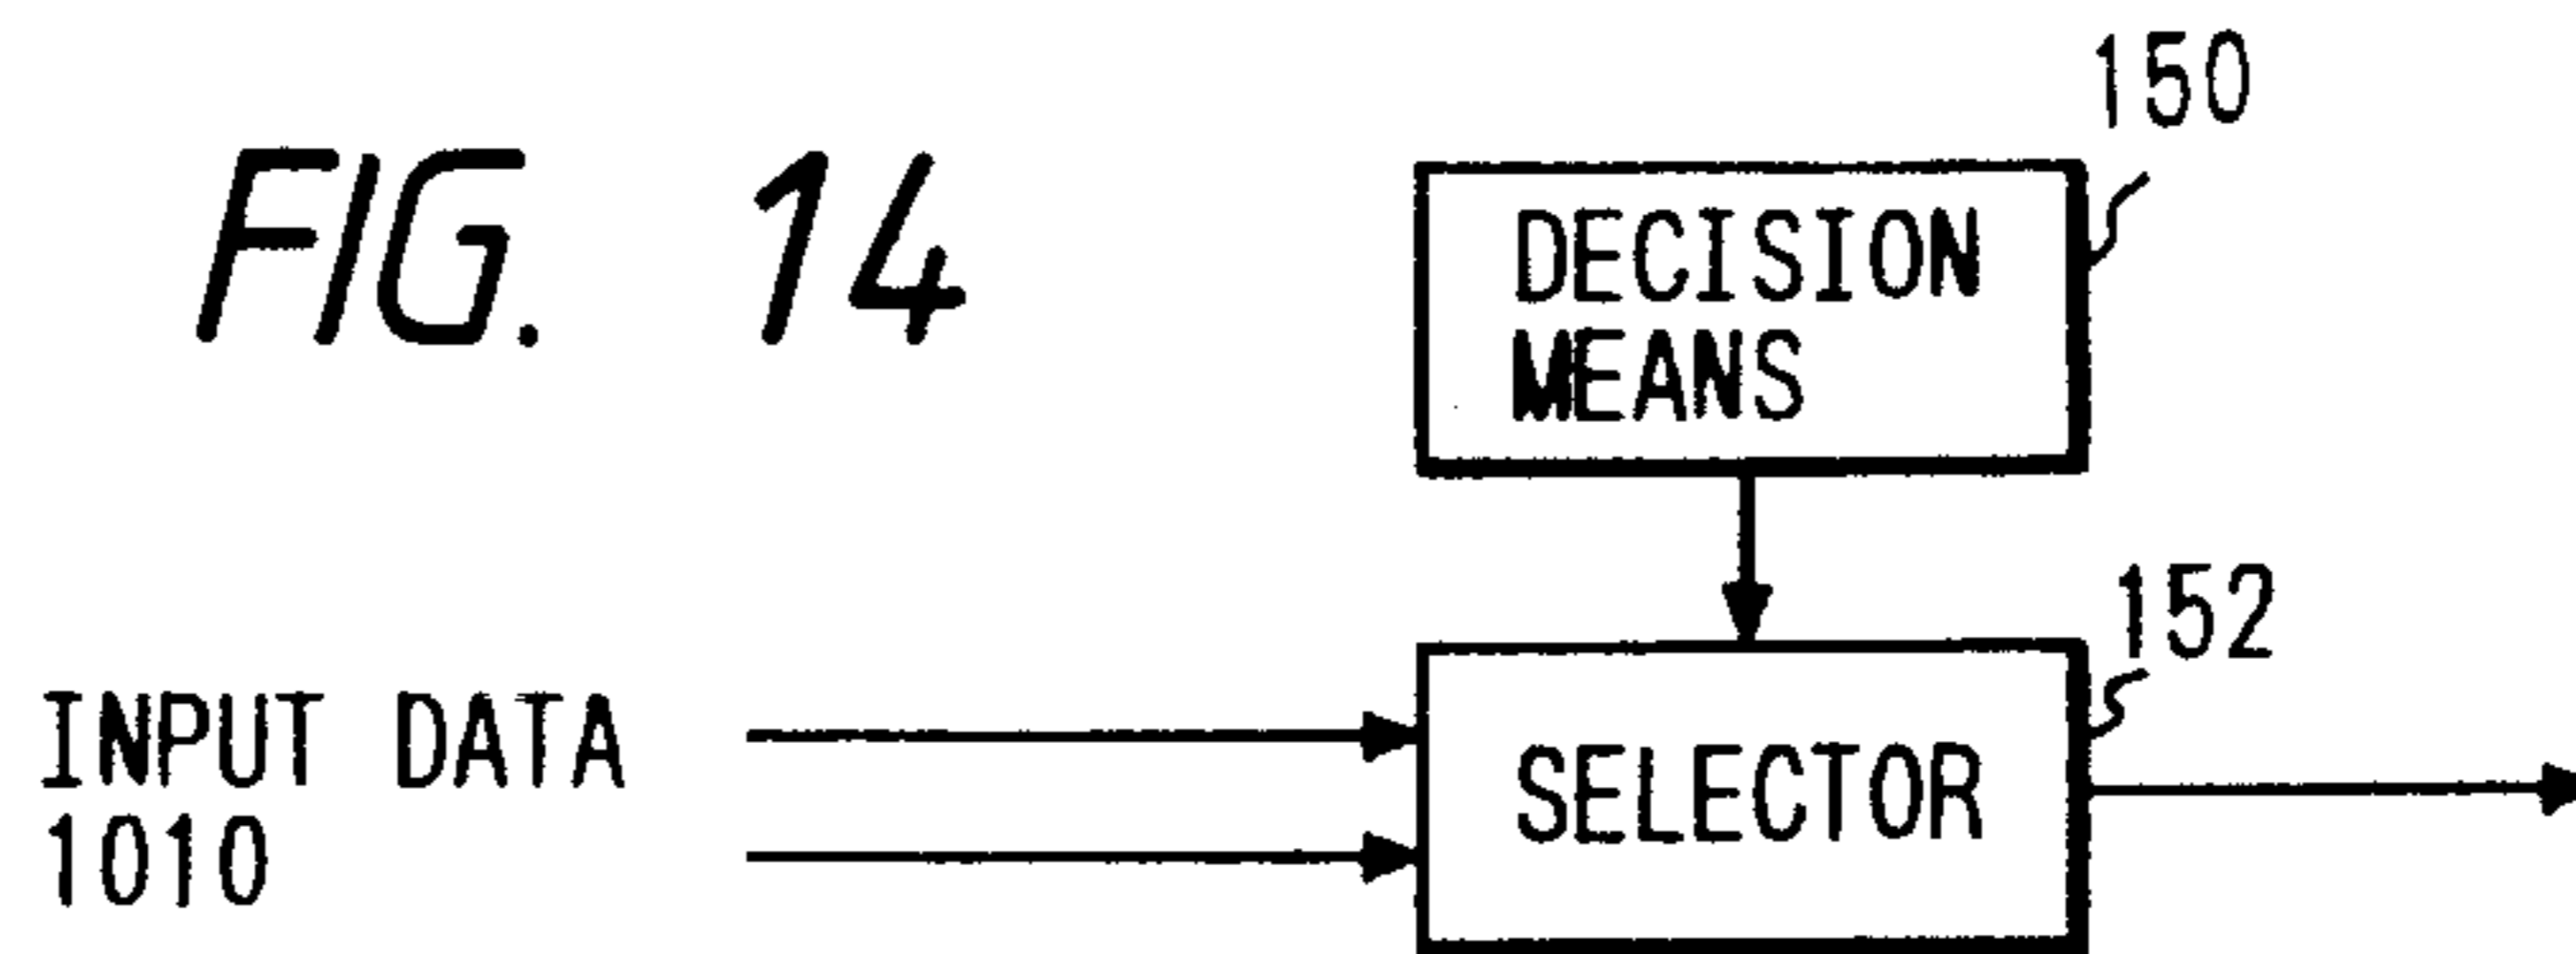 FIG. 14
150
DECISION
MEANS
152
INPUT DATA
1010
SELECTOR